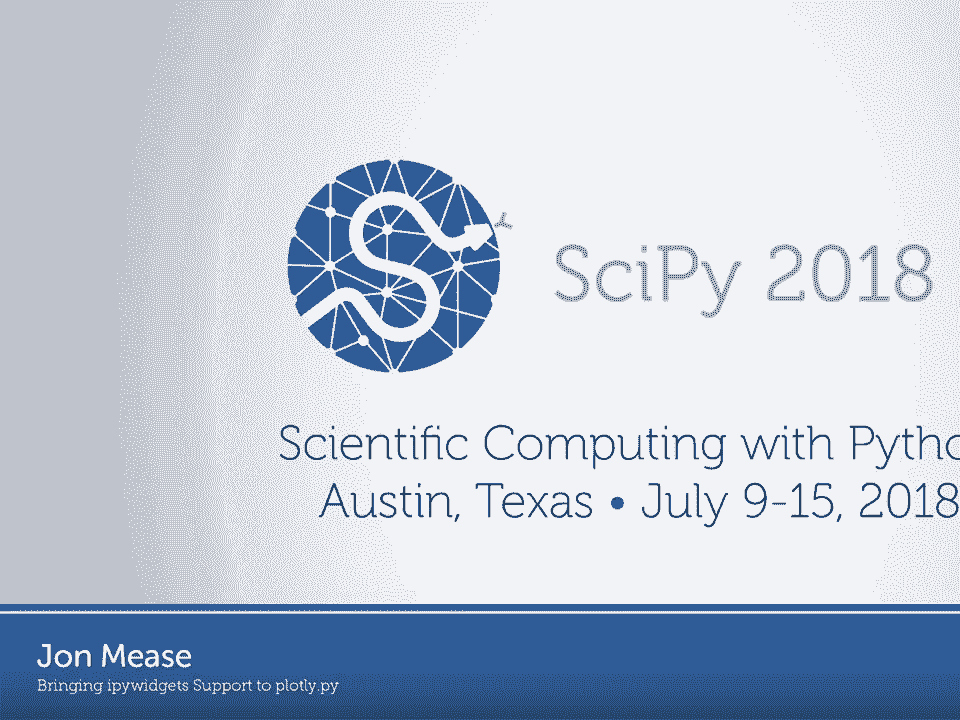 SciPy 2018
Scientific Computing with Pytho
Austin, Texas • July 9-15, 2018
Jon Mease
Bringing ipywidgets Support to plotly.py